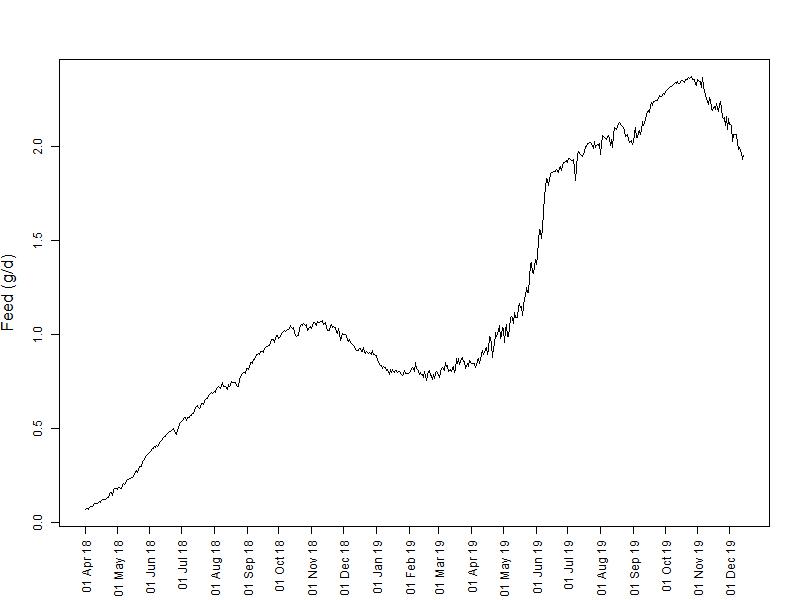 Feed (g/d)
2.0
1.5
1.0
0.5
0.0
01 Apr 18
01 May 18
01 Jun 18
01 Jul 18
01 Aug 18
01 Sep 18
01 Oct 18
01 Nov 18
01 Dec 18
01 Jan 19
01 Feb 19
01 Mar 19
01 Apr 19
01 May 19
01 Jun 19
01 Jul 19
01 Aug 19
01 Sep 19
01 Oct 19
01 Nov 19
01 Dec 19